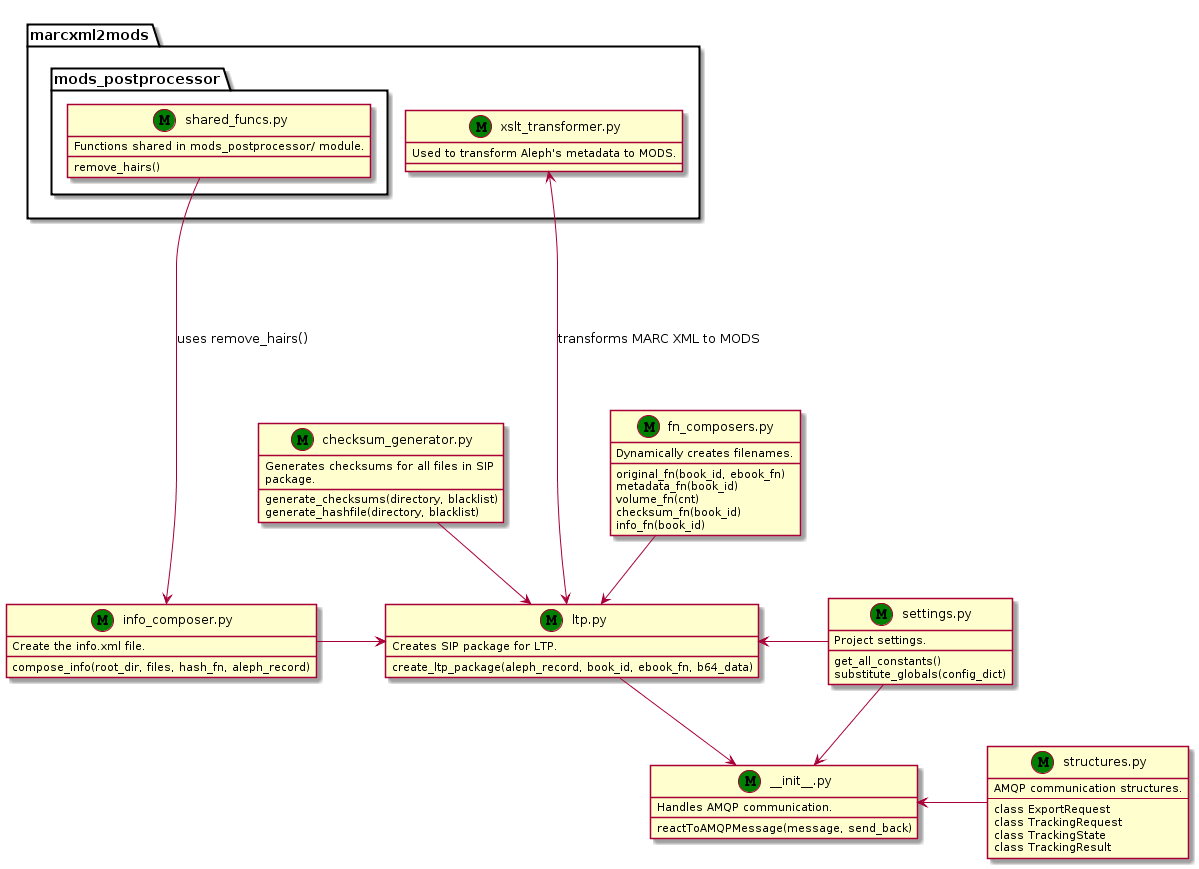 marcxml2mods
mods_postprocessor
M shared_funcs.py
Functions shared in mods_postprocessor/ module.
remove_hairs()
M xslt_transformer.py
Used to transform Aleph's metadata to MODS.
uses remove_hairs()
transforms MARC XML to MODS
M checksum_generator.py
Generates checksums for all files in SIP
package.
generate_checksums(directory, blacklist)
generate_hashfile(directory, blacklist)
M fn_composers.py
Dynamically creates filenames.
original_fn(book_id, ebook_fn)
metadata_fn(book_id)
volume_fn(cnt)
checksum_fn(book_id)
info_fn(book_id)
M info_composer.py
Create the info.xml file.
compose_info(root_dir, files, hash_fn, aleph_record)
M ltp.py
Creates SIP package for LTP.
create_ltp_package(aleph_record, book_id, ebook_fn, b64_data)
M settings.py
Project settings.
get_all_constants()
substitute_globals(config_dict)
M __init__.py
Handles AMQP communication.
reactToAMQPMessage(message, send_back)
M structures.py
AMQP communication structures.
class ExportRequest
class TrackingRequest
class TrackingState
class TrackingResult